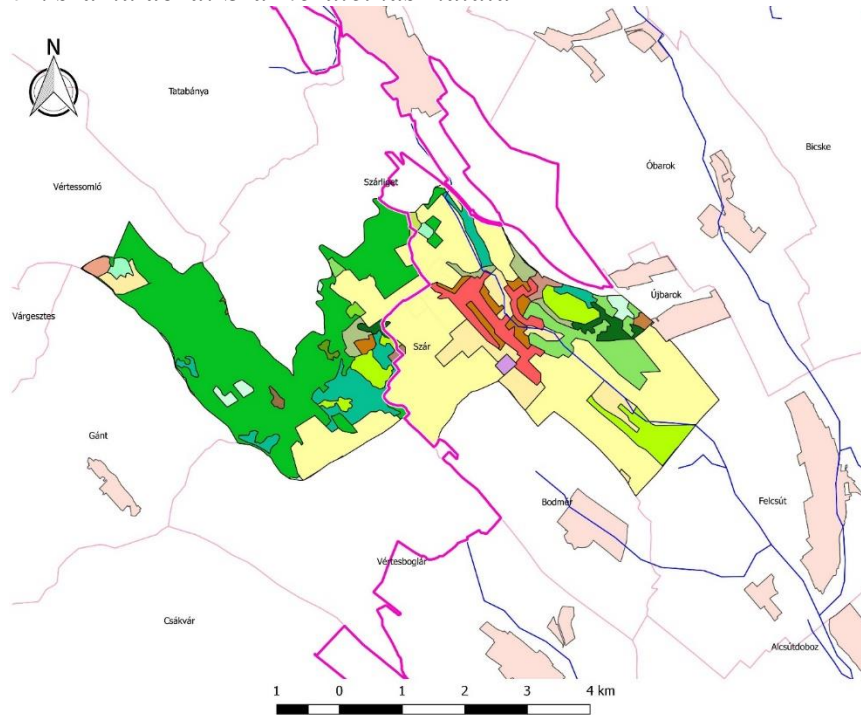 N
Tatabánya
Bicske
Óbarok
Vértessomló
Szárliget
Újbarok
Várgesztes
Szár
Gánt
Bodmér
Felcsút
Vértesboglár
Csákvár
Alcsútdoboz
1 0 1 2 3 4 km